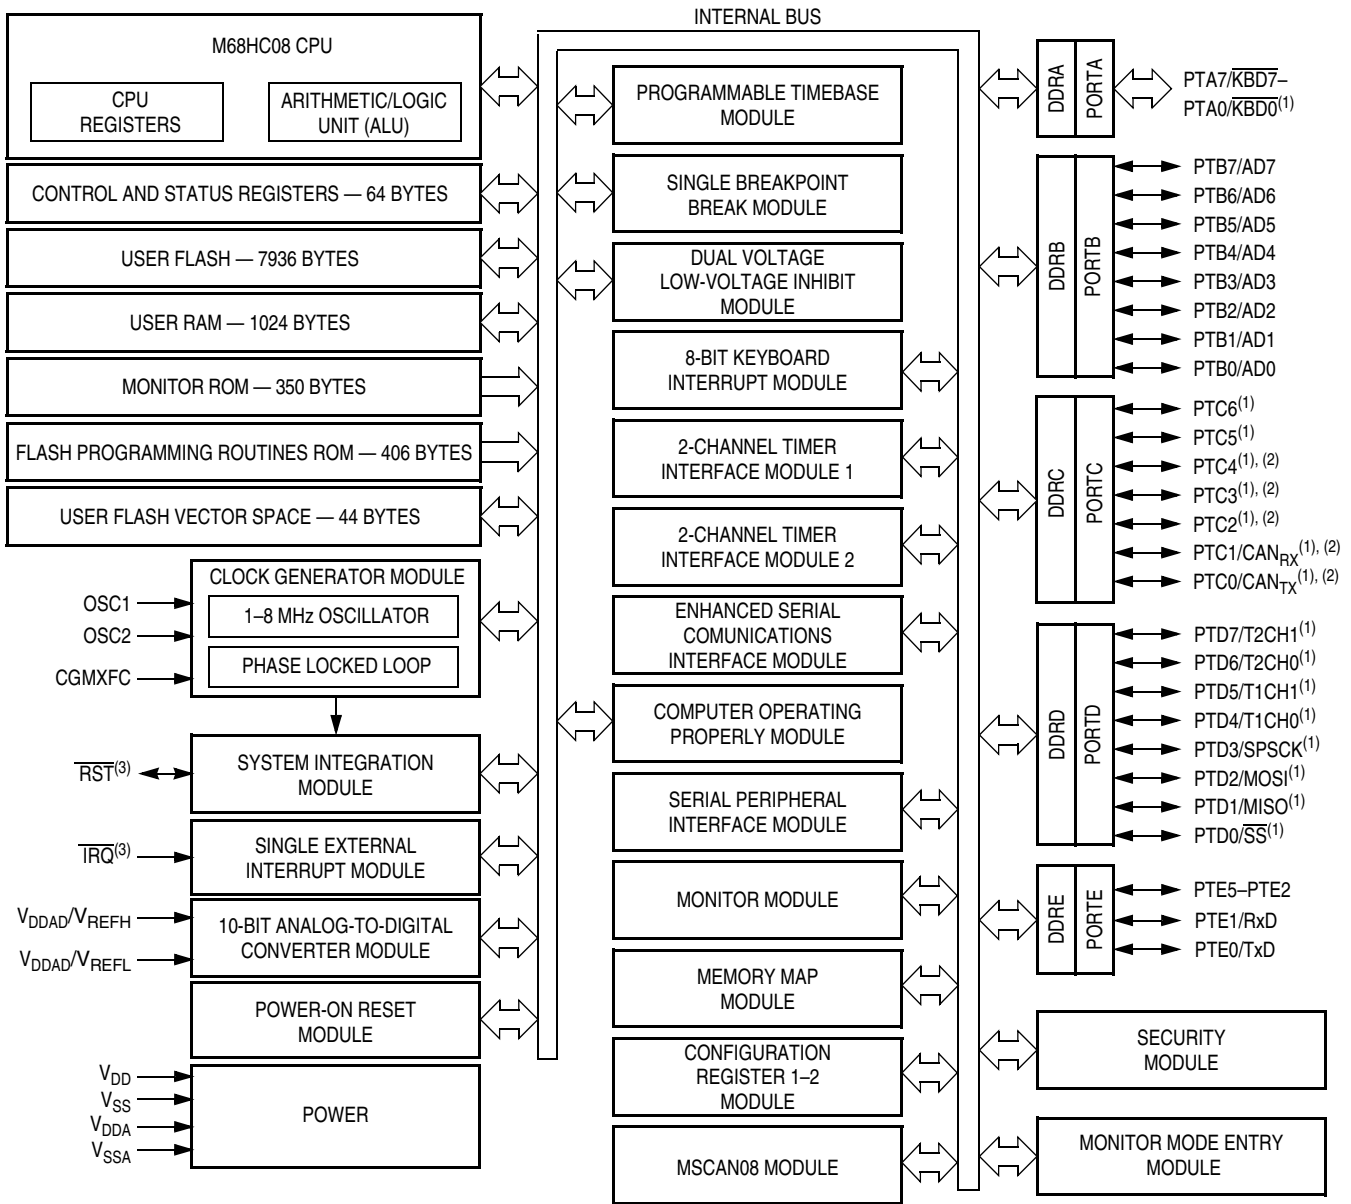 INTERNAL BUS
M68HC08 CPU
CPU
REGISTERS
ARITHMETIC/LOGIC
UNIT (ALU)
CONTROL AND STATUS REGISTERS — 64 BYTES
USER FLASH — 7936 BYTES
USER RAM — 1024 BYTES
MONITOR ROM — 350 BYTES
FLASH PROGRAMMING ROUTINES ROM — 406 BYTES
USER FLASH VECTOR SPACE — 44 BYTES
CLOCK GENERATOR MODULE
1–8 MHz OSCILLATOR
PHASE LOCKED LOOP
OSC1
OSC2
CGMXFC
SYSTEM INTEGRATION
MODULE
R̅S̅T̅(3)
SINGLE EXTERNAL
INTERRUPT MODULE
I̅R̅Q̅(3)
10-BIT ANALOG-TO-DIGITAL
CONVERTER MODULE
VDDAD/VREFH
VDDAD/VREFL
POWER-ON RESET
MODULE
POWER
VDD
VSS
VDDA
VSSA
PROGRAMMABLE TIMEBASE
MODULE
SINGLE BREAKPOINT
BREAK MODULE
DUAL VOLTAGE
LOW-VOLTAGE INHIBIT
MODULE
8-BIT KEYBOARD
INTERRUPT MODULE
2-CHANNEL TIMER
INTERFACE MODULE 1
2-CHANNEL TIMER
INTERFACE MODULE 2
ENHANCED SERIAL
COMUNICATIONS
INTERFACE MODULE
COMPUTER OPERATING
PROPERLY MODULE
SERIAL PERIPHERAL
INTERFACE MODULE
MONITOR MODULE
MEMORY MAP
MODULE
CONFIGURATION
REGISTER 1–2
MODULE
MSCAN08 MODULE
DDRA
PORTA
PTA7/K̅B̅D̅7̅–
PTA0/K̅B̅D̅0̅(1)
DDRB
PORTB
PTB7/AD7
PTB6/AD6
PTB5/AD5
PTB4/AD4
PTB3/AD3
PTB2/AD2
PTB1/AD1
PTB0/AD0
DDRC
PORTC
PTC6(1)
PTC5(1)
PTC4(1), (2)
PTC3(1), (2)
PTC2(1), (2)
PTC1/CANRX(1), (2)
PTC0/CANTX(1), (2)
DDRD
PORTD
PTD7/T2CH1(1)
PTD6/T2CH0(1)
PTD5/T1CH1(1)
PTD4/T1CH0(1)
PTD3/SPSCK(1)
PTD2/MOSI(1)
PTD1/MISO(1)
PTD0/S̅S̅(1)
DDRE
PORTE
PTE5–PTE2
PTE1/RxD
PTE0/TxD
SECURITY
MODULE
MONITOR MODE ENTRY
MODULE